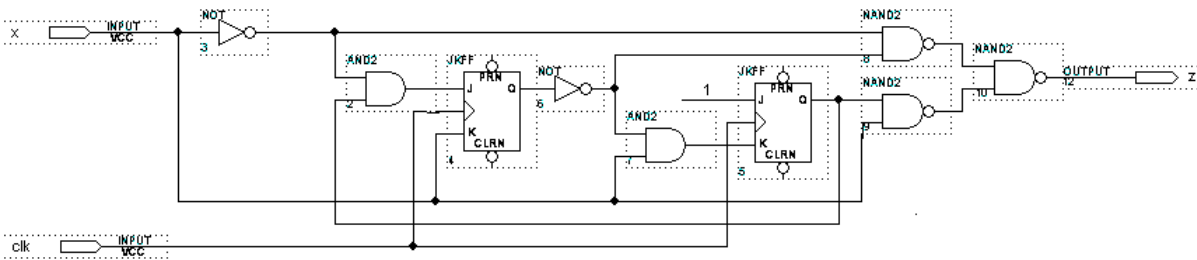 x
INPUT
VCC
NOT
3
AND2
2
JKFF
PRN
J
Q
K
CLRN
4
NOT
6
AND2
7
1
JKFF
PRN
J
Q
K
CLRN
5
NAND2
8
NAND2
9
NAND2
10
OUTPUT
12
z
clk
INPUT
VCC